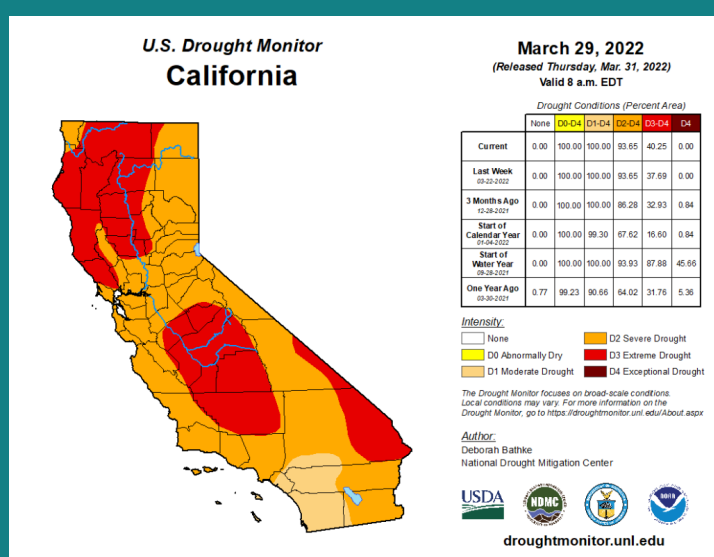 U.S. Drought Monitor
California
March 29, 2022
(Released Thursday, Mar. 31, 2022)
Valid 8 a.m. EDT
Drought Conditions (Percent Area)
None D0-D4 D1-D4 D2-D4 D3-D4 D4
Current 0.00 100.00 100.00 93.65 40.25 0.00
Last Week
03-22-2022 0.00 100.00 100.00 93.65 37.69 0.00
3 Months Ago
12-28-2021 0.00 100.00 100.00 86.28 32.93 0.84
Start of
Calendar Year
01-04-2022 0.00 100.00 99.30 67.62 16.60 0.84
Start of
Water Year
09-28-2021 0.00 100.00 100.00 93.93 87.88 45.66
One Year Ago
03-30-2021 0.77 99.23 90.66 64.02 31.76 5.36
Intensity:
None
D2 Severe Drought
D0 Abnormally Dry
D3 Extreme Drought
D1 Moderate Drought
D4 Exceptional Drought
The Drought Monitor focuses on broad-scale conditions.
Local conditions may vary. For more information on the
Drought Monitor, go to https://droughtmonitor.unl.edu/About.aspx
Author:
Deborah Bathke
National Drought Mitigation Center
USDA
NDMC
NOAA
droughtmonitor.unl.edu